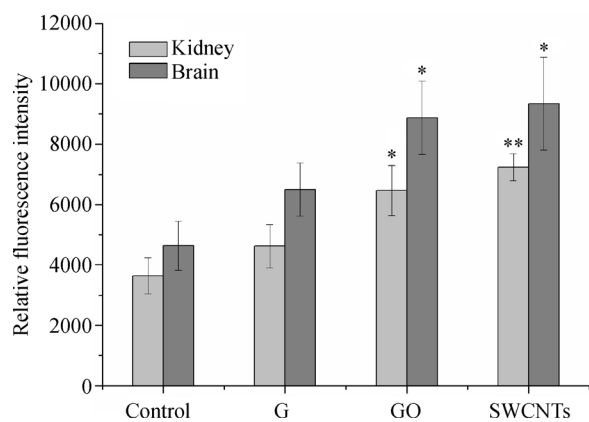 Relative fluorescence intensity
12000
10000
8000
6000
4000
2000
0
Kidney
Brain
*
*
**
*
Control G GO SWCNTs